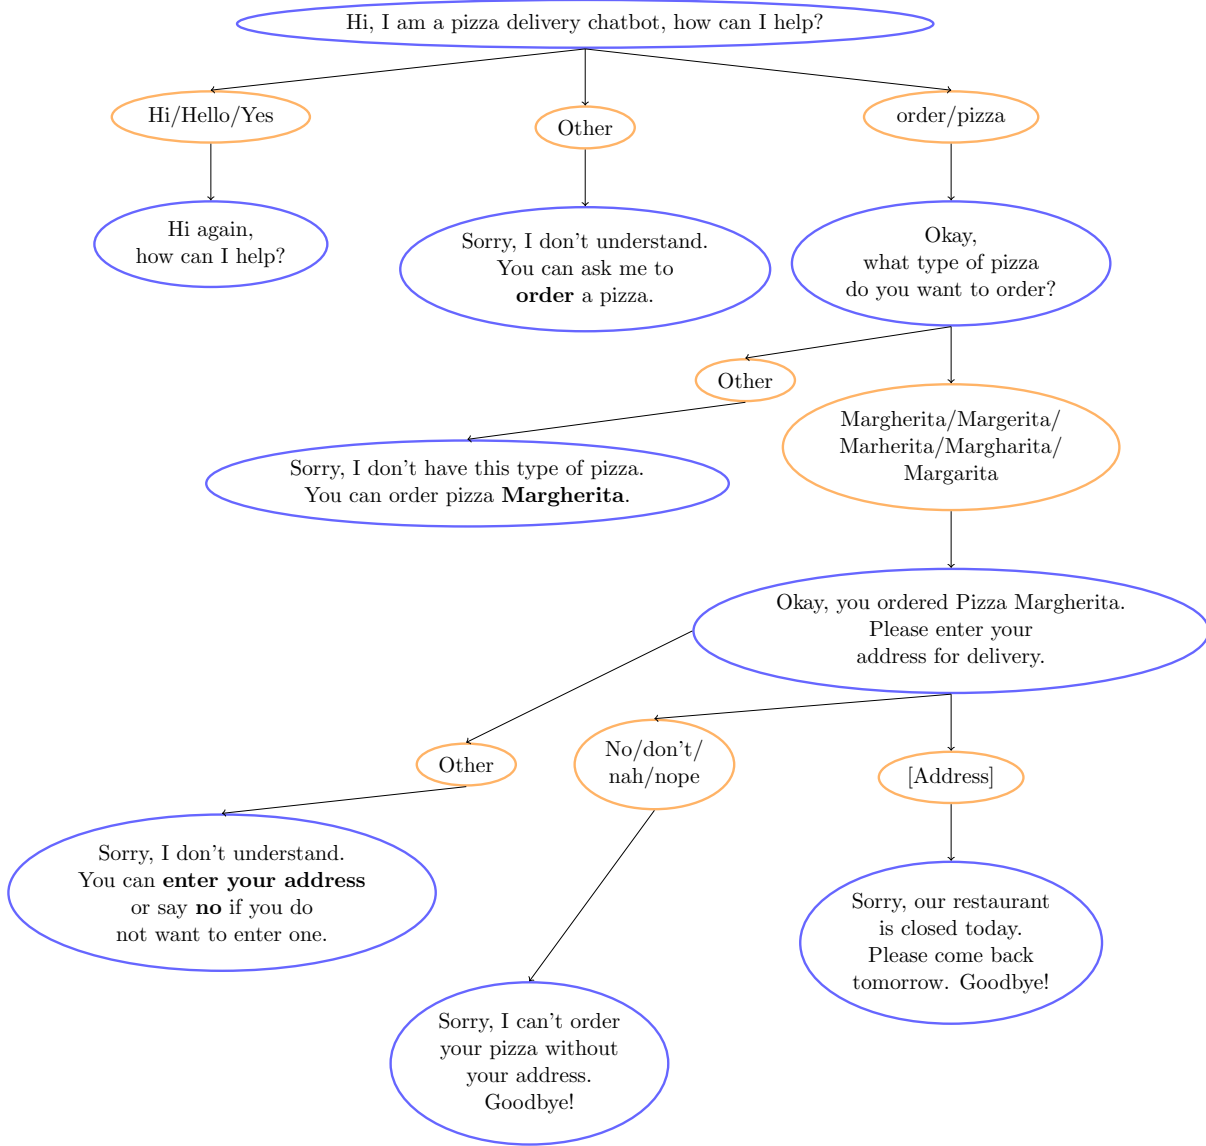 Hi, I am a pizza delivery chatbot, how can I help?
Hi/Hello/Yes
Other
order/pizza
Hi again,
how can I help?
Sorry, I don't understand.
You can ask me to
order a pizza.
Okay,
what type of pizza
do you want to order?
Other
Margherita/Margerita/
Marherita/Margharita/
Margarita
Sorry, I don't have this type of pizza.
You can order pizza Margherita.
Okay, you ordered Pizza Margherita.
Please enter your
address for delivery.
Other
No/don't/
nah/nope
[Address]
Sorry, I don't understand.
You can enter your address
or say no if you do
not want to enter one.
Sorry, our restaurant
is closed today.
Please come back
tomorrow. Goodbye!
Sorry, I can't order
your pizza without
your address.
Goodbye!